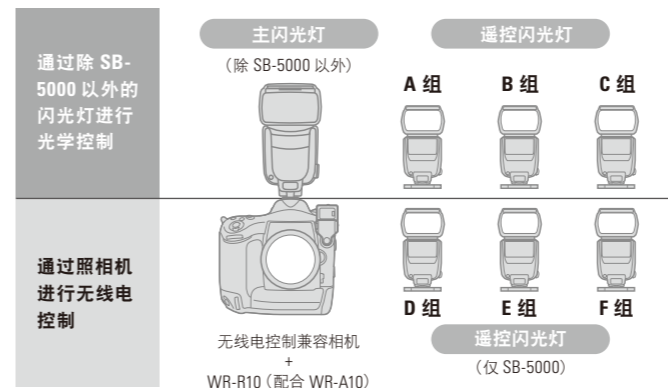 主闪光灯
遥控闪光灯
（除 SB-5000 以外）
通过除 SB-
5000 以外的
闪光灯进行
光学控制
A 组
B 组
C 组
通过照相机
进行无线电
控制
D 组
E 组
F 组
遥控闪光灯
（仅 SB-5000）
无线电控制兼容相机
+
WR-R10（配合 WR-A10）